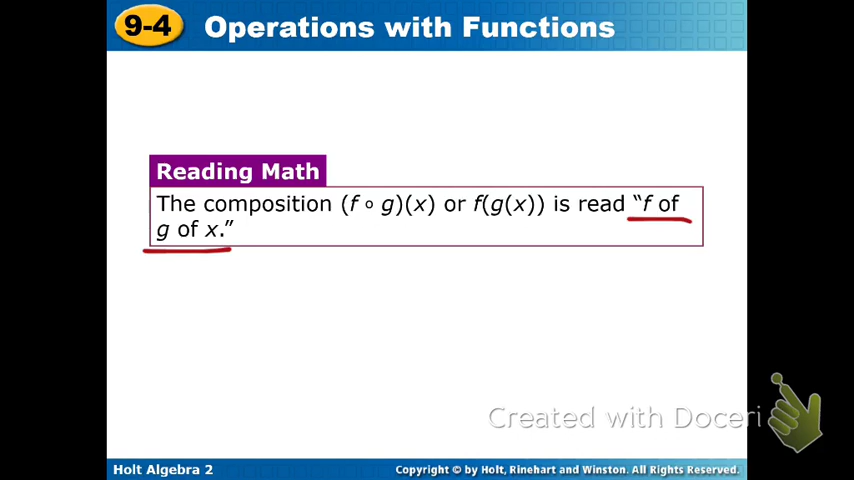 9-4 Operations with Functions
Reading Math
The composition (f ∘ g)(x) or f(g(x)) is read “f of
g of x.”
Created with Doceri
Holt Algebra 2
Copyright © by Holt, Rinehart and Winston. All Rights Reserved.